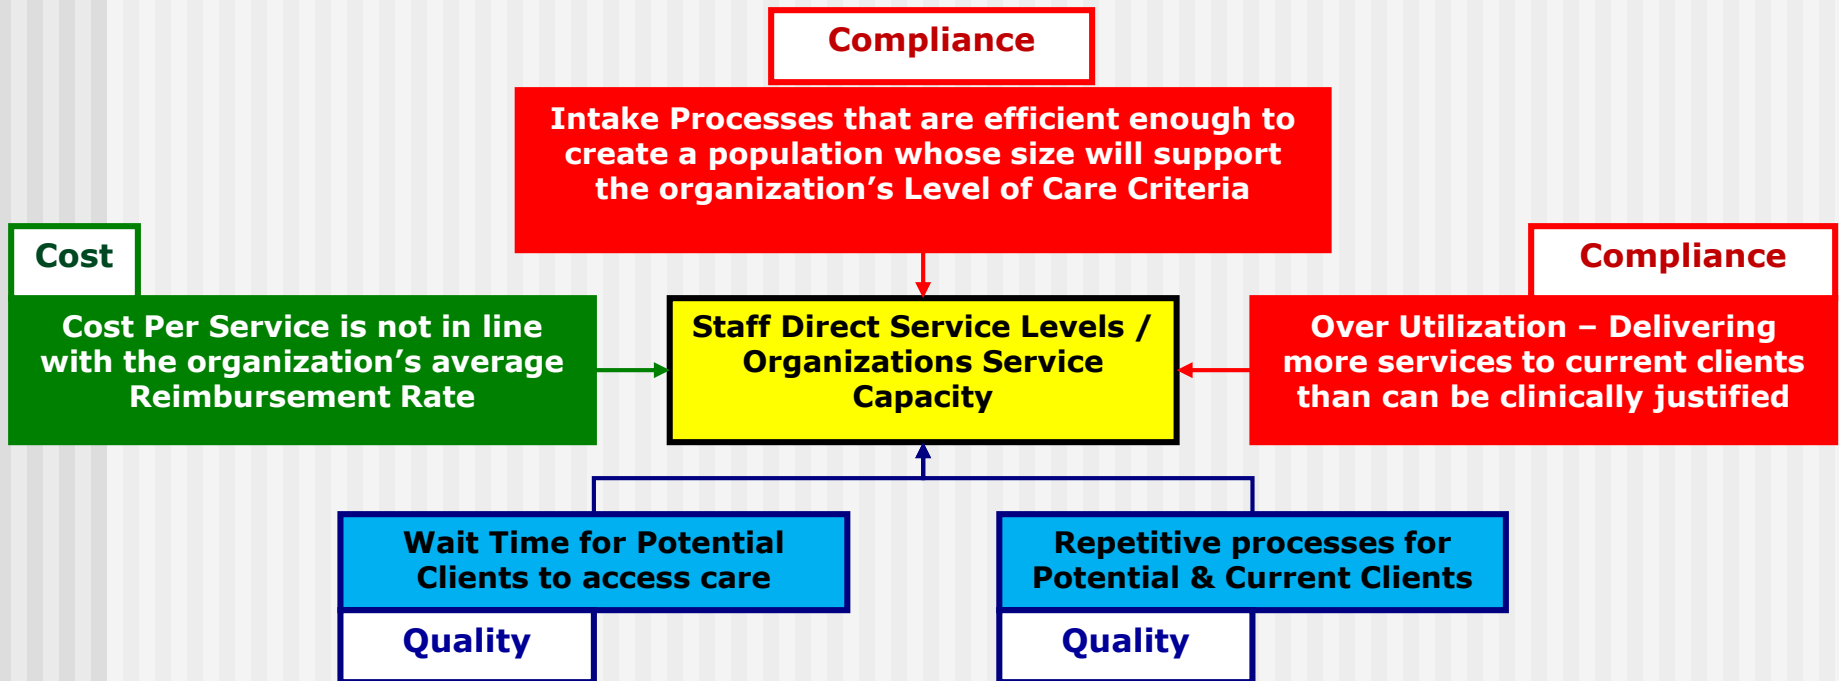 Compliance
Intake Processes that are efficient enough to
create a population whose size will support
the organization’s Level of Care Criteria
Cost
Cost Per Service is not in line
with the organization’s average
Reimbursement Rate
Staff Direct Service Levels /
Organizations Service
Capacity
Compliance
Over Utilization – Delivering
more services to current clients
than can be clinically justified
Wait Time for Potential
Clients to access care
Quality
Repetitive processes for
Potential & Current Clients
Quality